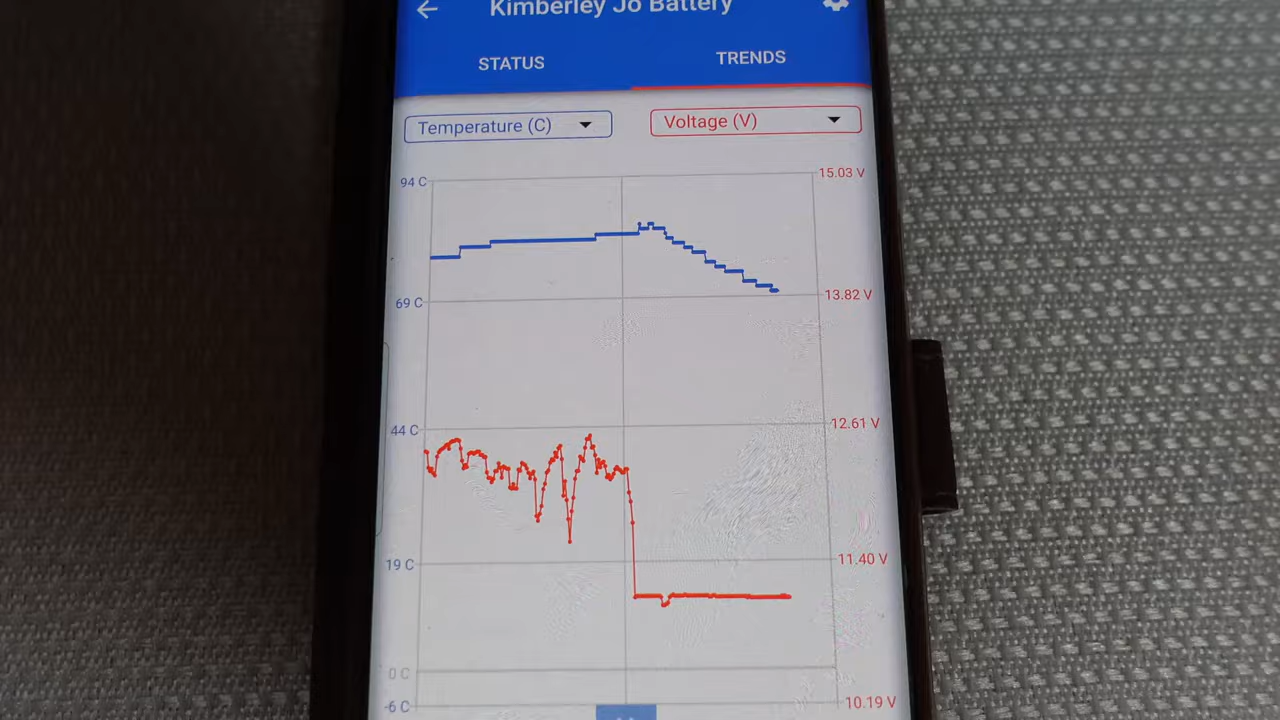 Kimberley Jo Battery
STATUS
TRENDS
Temperature (C)
Voltage (V)
94 C
15.03 V
69 C
13.82 V
44 C
12.61 V
19 C
11.40 V
0 C
-6 C
10.19 V